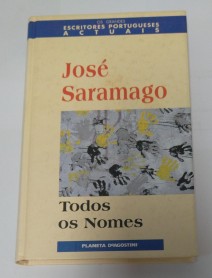 OS GRANDES
ESCRITORES PORTUGUESES
ACTUAIS
José
Saramago
Todos
os Nomes
PLANETA DeAGOSTINI